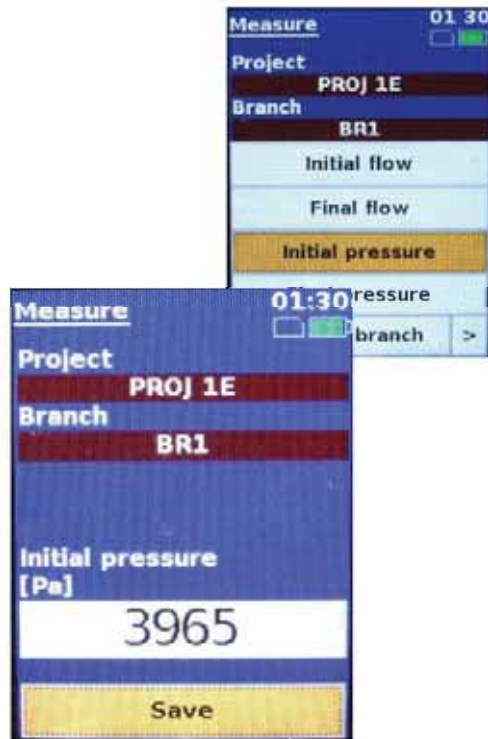 Measure 01 30
Project
PROJ 1E
Branch
BR1
Initial flow
Final flow
Initial pressure
ressure
branch >
Measure 01:30
Project
PROJ 1E
Branch
BR1
Initial pressure
[Pa]
3965
Save